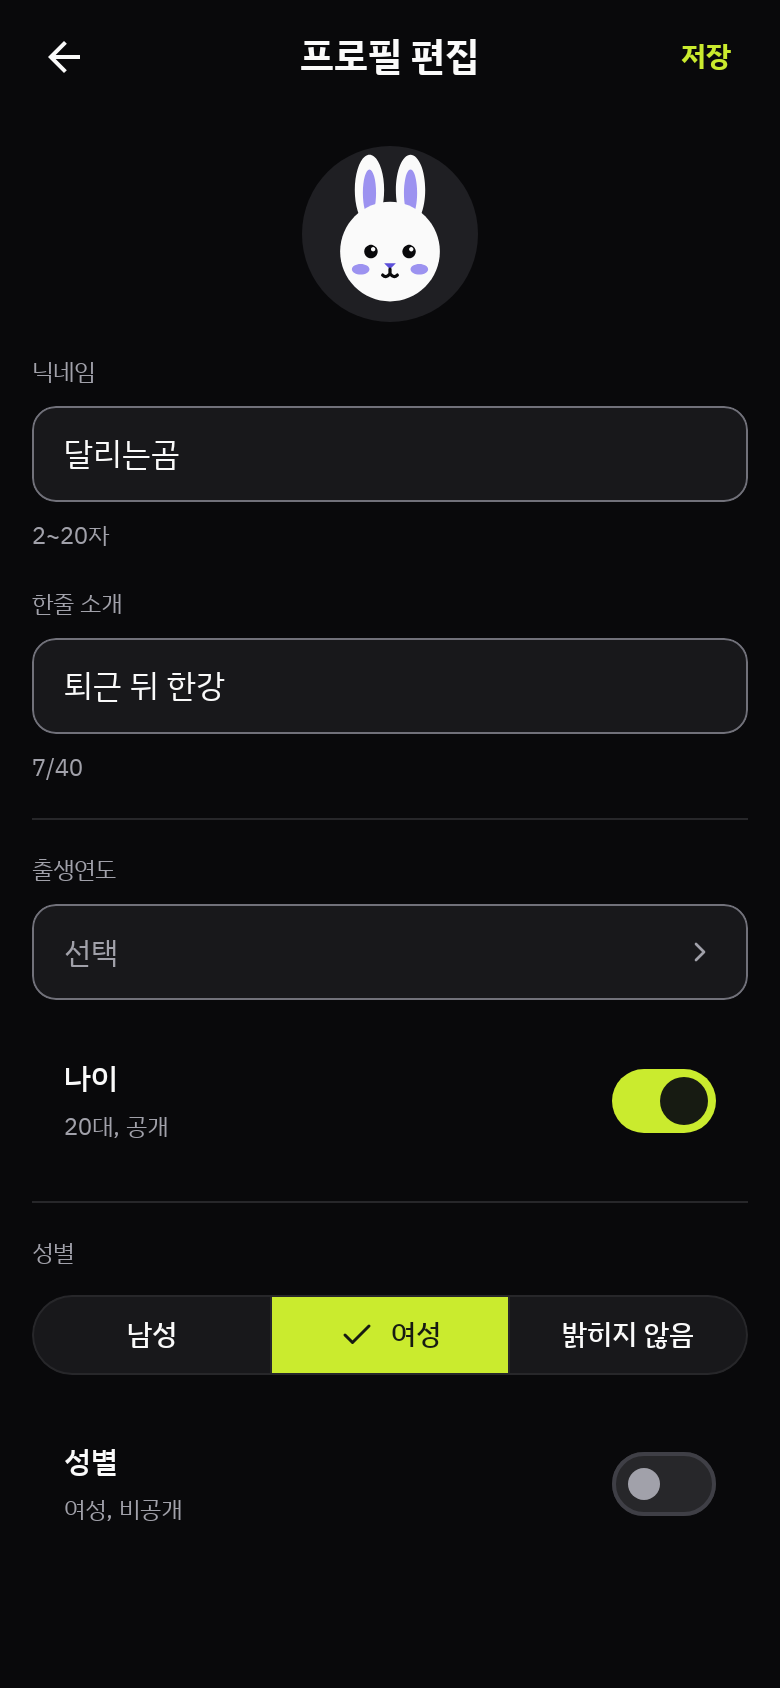 프로필 편집
저장
닉네임
달리는곰
2~20자
한줄 소개
퇴근 뒤 한강
7/40
출생연도
선택
나이
20대, 공개
성별
남성
여성
밝히지 않음
성별
여성, 비공개